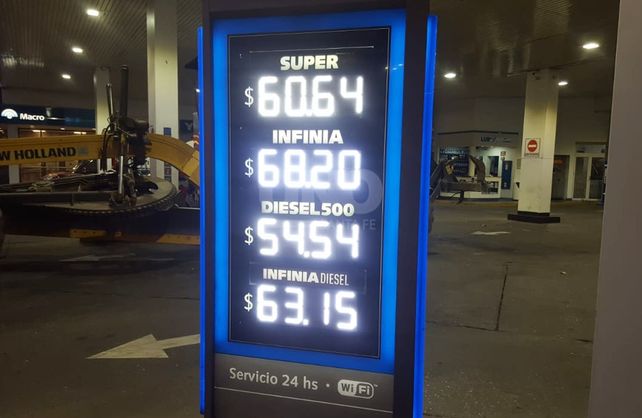 SUPER
$60.64
INFINIA
$68.20
DIESEL500
$54.54
INFINIA DIESEL
$63.15
Servicio 24 hs · WiFi
Macro
W HOLLAND